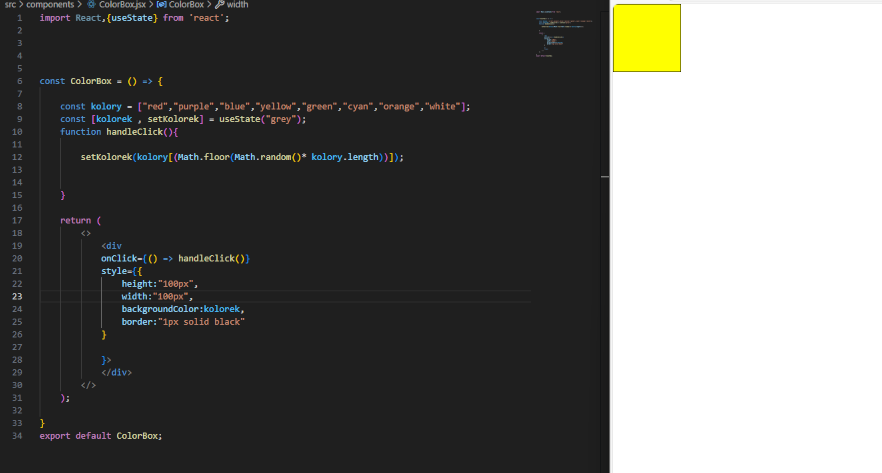 src > components > ColorBox.jsx > ColorBox > width
1 import React,{useState} from 'react';
2
3
4
5
6 const ColorBox = () => {
7
8 const kolory = ["red","purple","blue","yellow","green","cyan","orange","white"];
9 const [kolorek , setKolorek] = useState("grey");
10 function handleClick(){
11
12 setKolorek(kolory[(Math.floor(Math.random()* kolory.length))]);
13
14
15 }
16
17 return (
18 <>
19 <div
20 onClick={() => handleClick()}
21 style={{
22 height:"100px",
23 width:"100px",
24 backgroundColor:kolorek,
25 border:"1px solid black"
26 }
27
28 }>
29 </div>
30 </>
31 );
32
33 }
34 export default ColorBox;